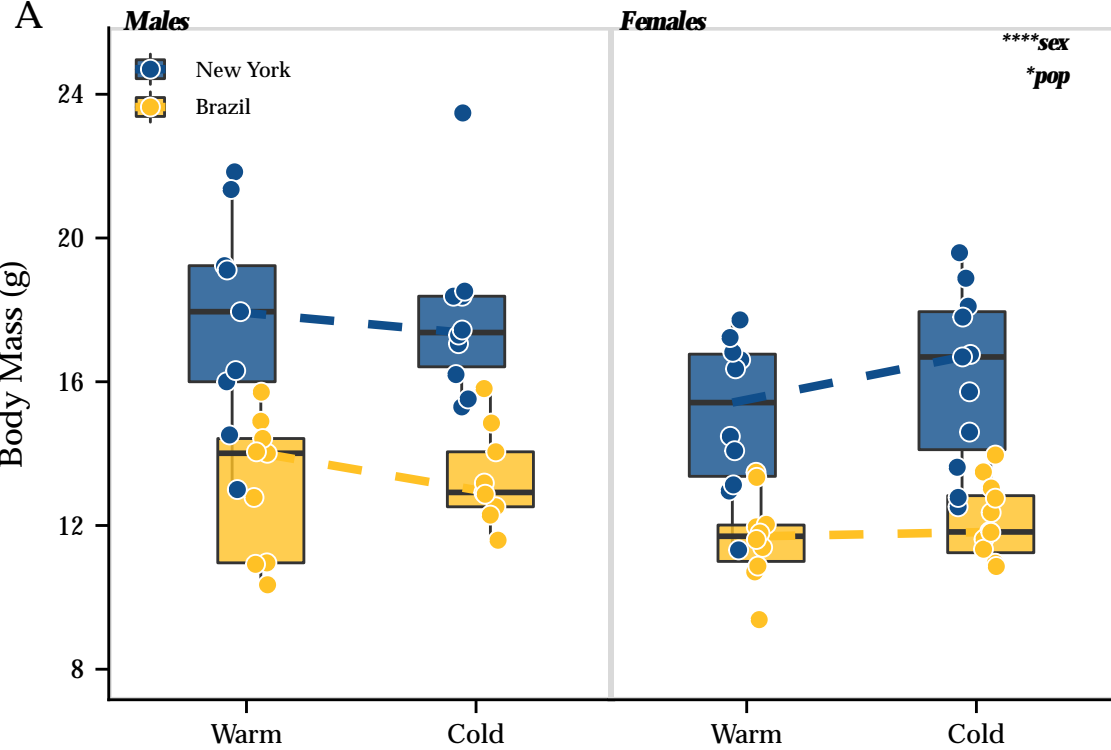 A
Males
Females
****sex
*pop
New York
Brazil
Body Mass (g)
24
20
16
12
8
Warm
Cold
Warm
Cold